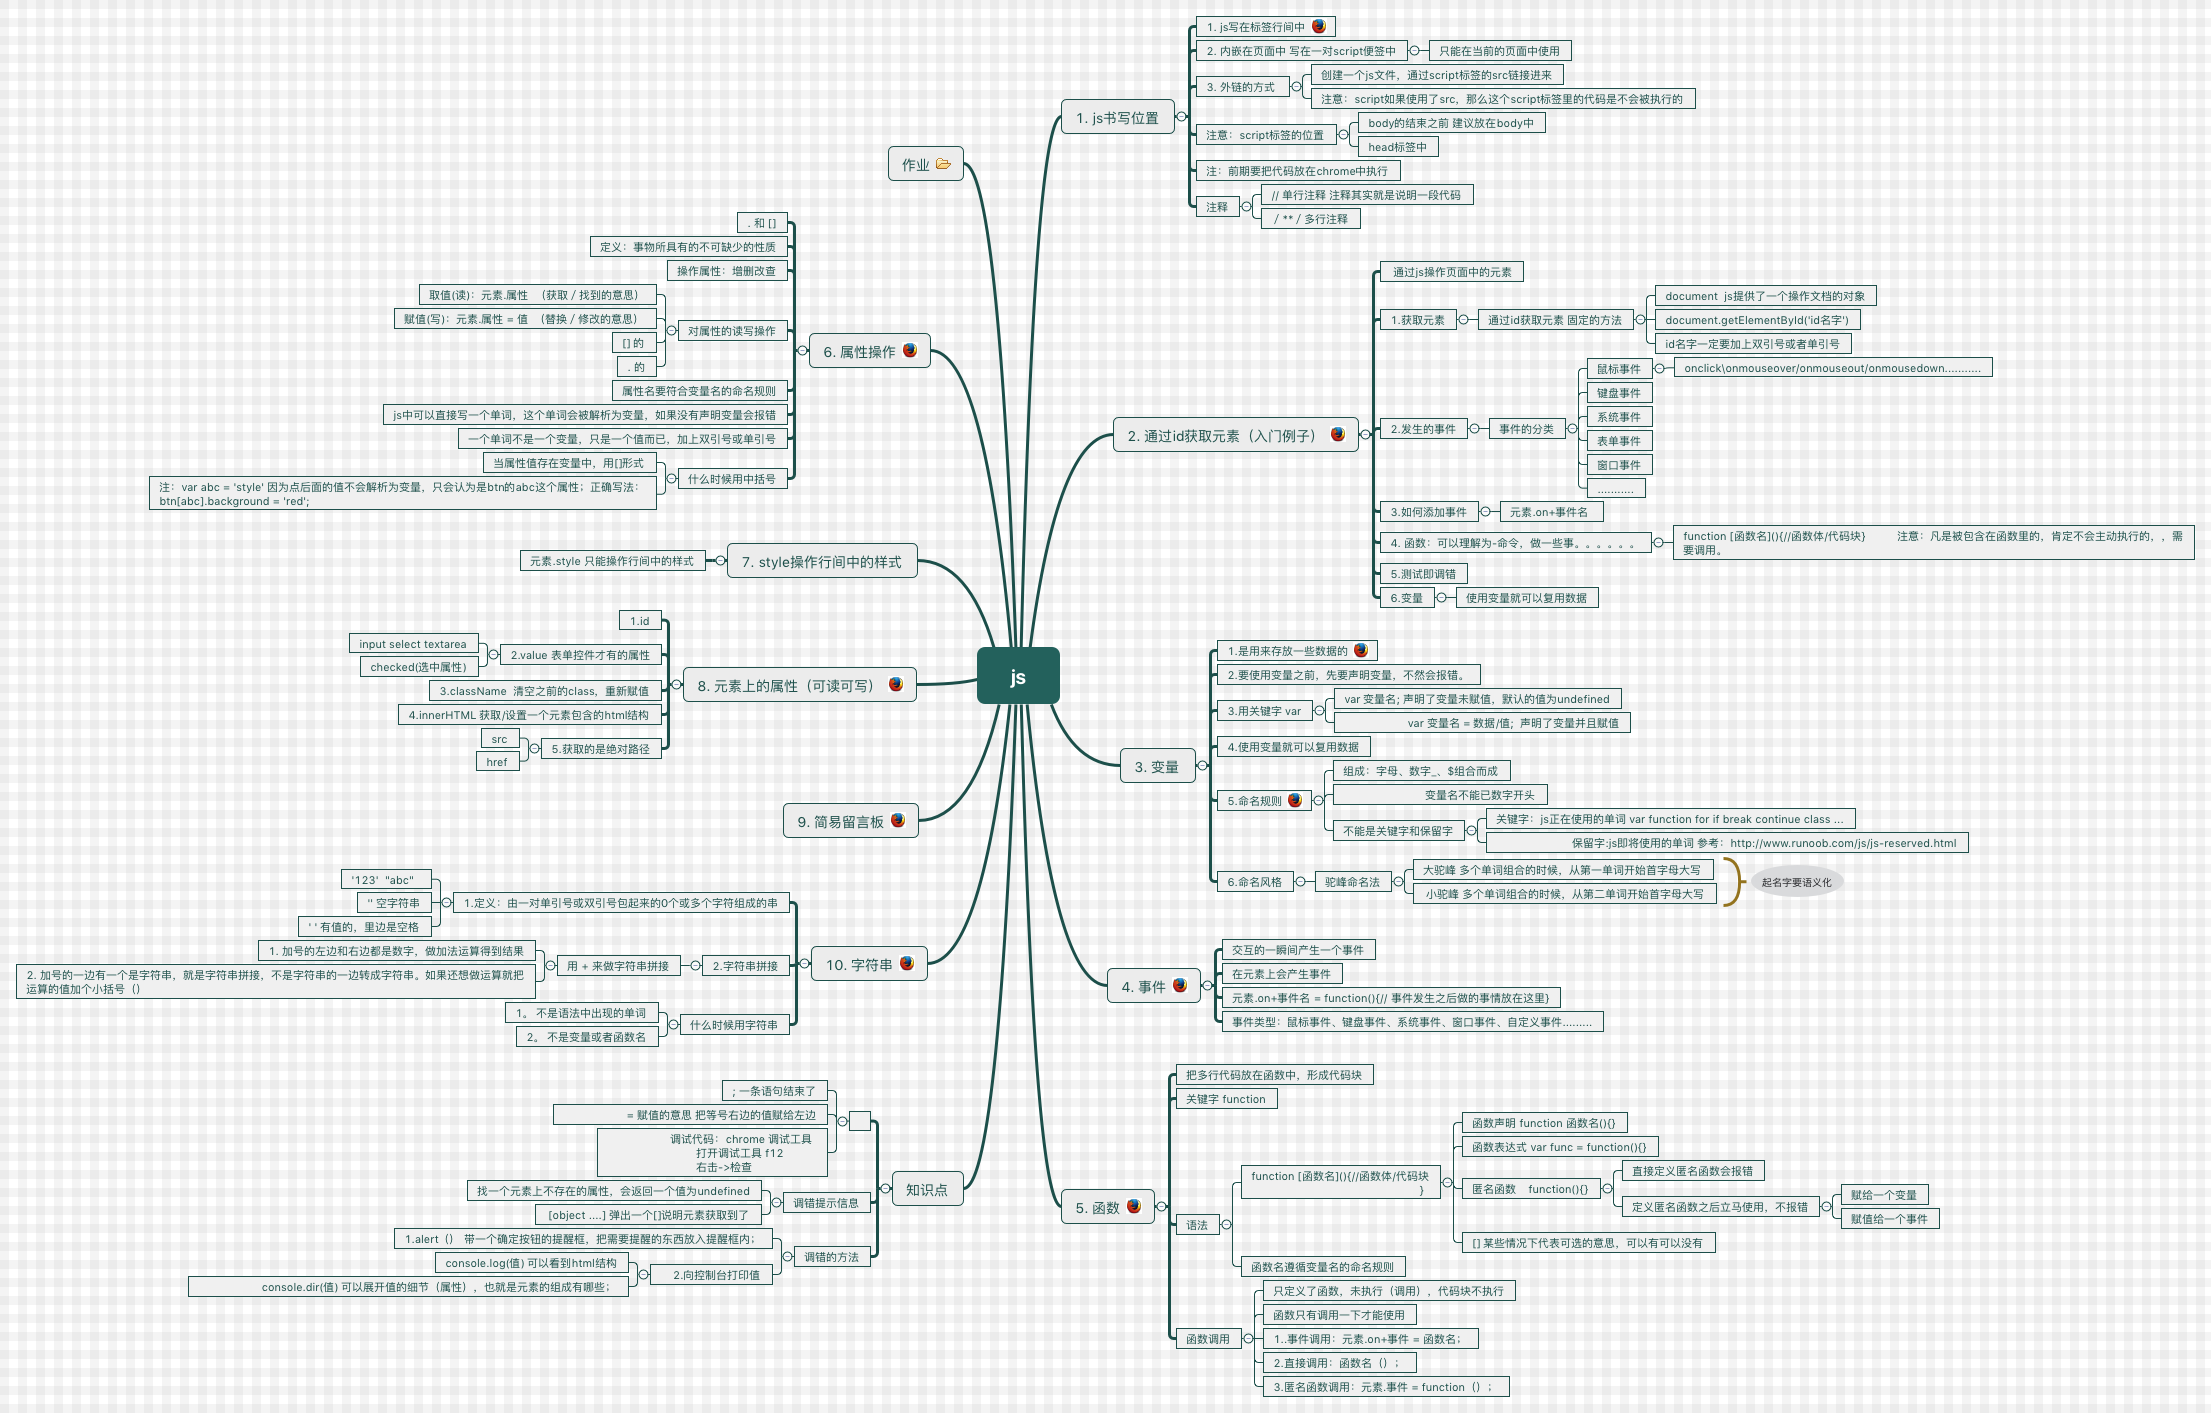 js
1. js书写位置
1. js写在标签行间中
2. 内嵌在页面中 写在一对script便签中
只能在当前的页面中使用
3. 外链的方式
创建一个js文件，通过script标签的src链接进来
注意：script如果使用了src，那么这个script标签里的代码是不会被执行的
注意：script标签的位置
body的结束之前 建议放在body中
head标签中
注：前期要把代码放在chrome中执行
注释
// 单行注释 注释其实就是说明一段代码
/ ** / 多行注释
2. 通过id获取元素（入门例子）
通过js操作页面中的元素
1.获取元素
通过id获取元素 固定的方法
document js提供了一个操作文档的对象
document.getElementById('id名字')
id名字一定要加上双引号或者单引号
2.发生的事件
事件的分类
鼠标事件
onclick\onmouseover/onmouseout/onmousedown...........
键盘事件
系统事件
表单事件
窗口事件
...........
3.如何添加事件
元素.on+事件名
4. 函数：可以理解为-命令，做一些事。。。。。。
function [函数名](){//函数体/代码块} 注意：凡是被包含在函数里的，肯定不会主动执行的，，需
要调用。
5.测试即调错
6.变量
使用变量就可以复用数据
3. 变量
1.是用来存放一些数据的
2.要使用变量之前，先要声明变量，不然会报错。
3.用关键字 var
var 变量名; 声明了变量未赋值，默认的值为undefined
var 变量名 = 数据/值；声明了变量并且赋值
4.使用变量就可以复用数据
5.命名规则
组成：字母、数字_、$组合而成
变量名不能已数字开头
不能是关键字和保留字
关键字：js正在使用的单词 var function for if break continue class ...
保留字:js即将使用的单词 参考：http://www.runoob.com/js/js-reserved.html
6.命名风格
驼峰命名法
大驼峰 多个单词组合的时候，从第一单词开始首字母大写
小驼峰 多个单词组合的时候，从第二单词开始首字母大写
起名字要语义化
4. 事件
交互的一瞬间产生一个事件
在元素上会产生事件
元素.on+事件名 = function(){// 事件发生之后做的事情放在这里}
事件类型：鼠标事件、键盘事件、系统事件、窗口事件、自定义事件.........
5. 函数
把多行代码放在函数中，形成代码块
关键字 function
语法
function [函数名](){//函数体/代码块
}
函数声明 function 函数名(){}
函数表达式 var func = function(){}
匿名函数 function(){}
直接定义匿名函数会报错
定义匿名函数之后立马使用，不报错
赋给一个变量
赋值给一个事件
[] 某些情况下代表可选的意思，可以有可以没有
函数名遵循变量名的命名规则
函数调用
只定义了函数，未执行（调用），代码块不执行
函数只有调用一下才能使用
1..事件调用：元素.on+事件 = 函数名；
2.直接调用：函数名（）；
3.匿名函数调用：元素.事件 = function（）；
作业
6. 属性操作
. 和 []
定义：事物所具有的不可缺少的性质
操作属性：增删改查
对属性的读写操作
取值(读)：元素.属性 （获取 / 找到的意思）
赋值(写)：元素.属性 = 值 （替换 / 修改的意思）
[] 的
. 的
属性名要符合变量名的命名规则
js中可以直接写一个单词，这个单词会被解析为变量，如果没有声明变量会报错
一个单词不是一个变量，只是一个值而已，加上双引号或单引号
什么时候用中括号
当属性值存在变量中，用[]形式
注：var abc = 'style' 因为点后面的值不会解析为变量，只会认为是btn的abc这个属性；正确写法：
btn[abc].background = 'red';
7. style操作行间中的样式
元素.style 只能操作行间中的样式
8. 元素上的属性（可读可写）
1.id
2.value 表单控件才有的属性
input select textarea
checked(选中属性)
3.className 清空之前的class，重新赋值
4.innerHTML 获取/设置一个元素包含的html结构
5.获取的是绝对路径
src
href
9. 简易留言板
10. 字符串
1.定义：由一对单引号或双引号包起来的0个或多个字符组成的串
'123' "abc"
'' 空字符串
' ' 有值的，里边是空格
2.字符串拼接
用 + 来做字符串拼接
1. 加号的左边和右边都是数字，做加法运算得到结果
2. 加号的一边有一个是字符串，就是字符串拼接，不是字符串的一边转成字符串。如果还想做运算就把
运算的值加个小括号（）
什么时候用字符串
1。 不是语法中出现的单词
2。 不是变量或者函数名
知识点
; 一条语句结束了
= 赋值的意思 把等号右边的值赋给左边
调试代码：chrome 调试工具
打开调试工具 f12
右击->检查
调错提示信息
找一个元素上不存在的属性，会返回一个值为undefined
[object ....] 弹出一个[]说明元素获取到了
调错的方法
1.alert（） 带一个确定按钮的提醒框，把需要提醒的东西放入提醒框内；
2.向控制台打印值
console.log(值) 可以看到html结构
console.dir(值) 可以展开值的细节（属性），也就是元素的组成有哪些；